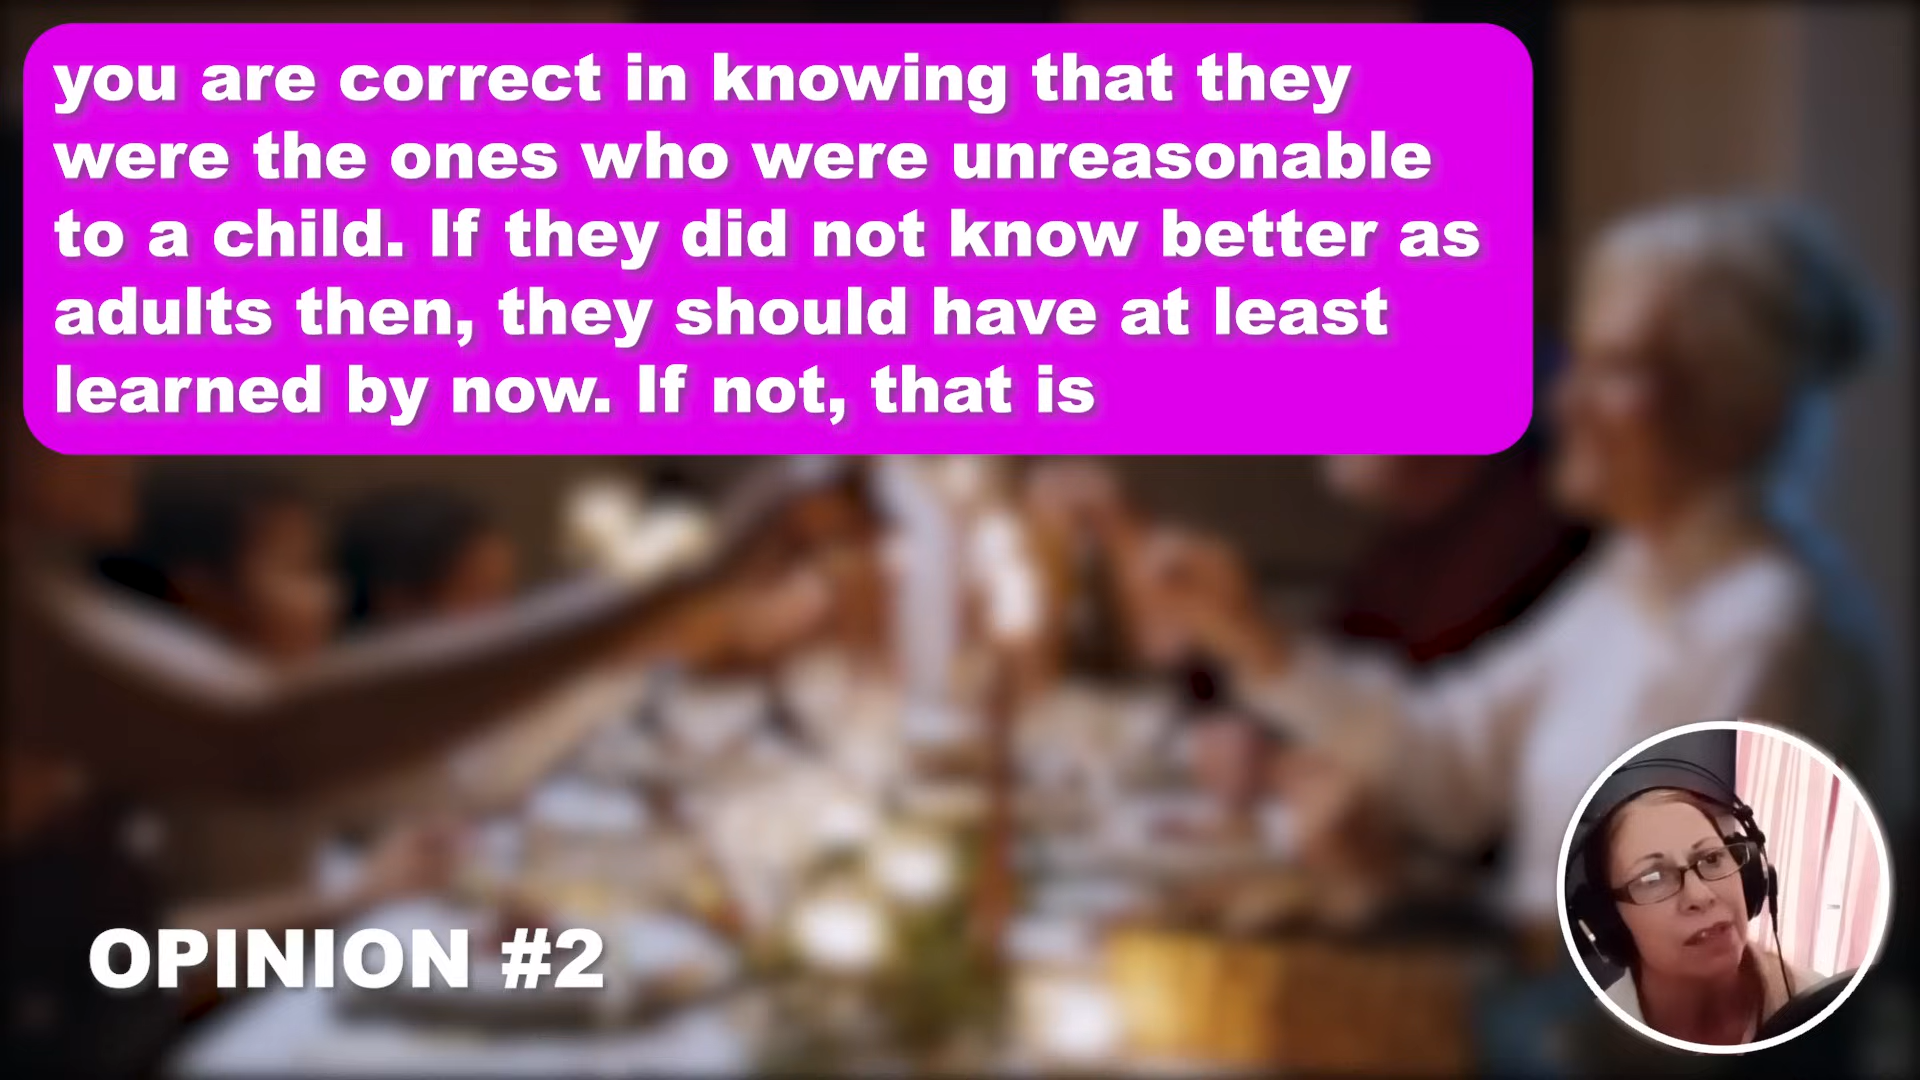 you are correct in knowing that they
were the ones who were unreasonable
to a child. If they did not know better as
adults then, they should have at least
learned by now. If not, that is
OPINION #2